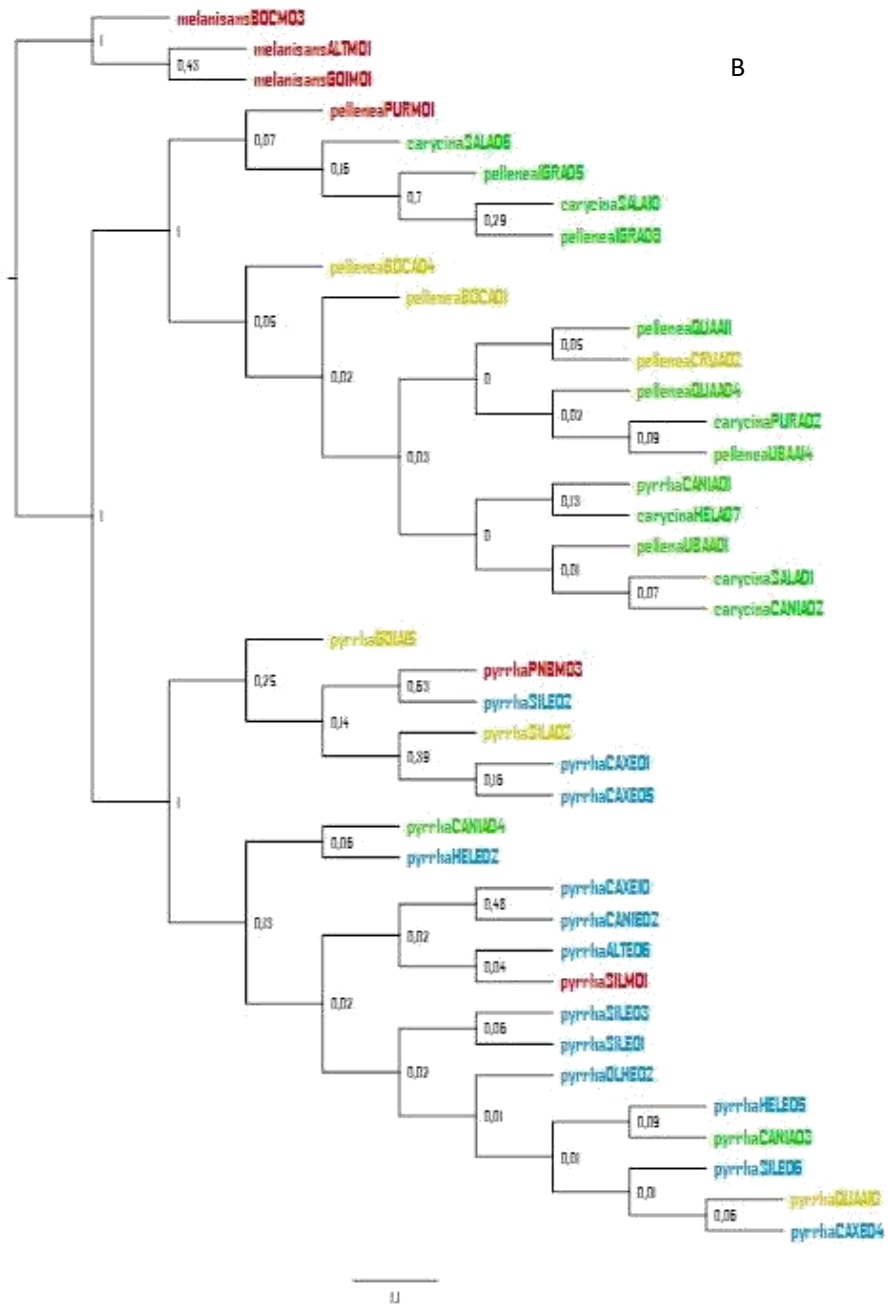 melanisansBOCM03
B
1
melanisansALTM01
0,43
melanisansGOIM01
pelleneaPURM01
0,07
carycinaSALA06
0,16
pelleneaIGRA05
0,7
carycinaSALA10
0,29
pelleneaIGRA08
1
pelleneaBOCA04
pelleneaBOCA01
0,05
pelleneaQUAA11
0,05
pelleneaCRUA02
0
0,02
pelleneaQUAA04
0,02
carycinaPURA02
0,09
pelleneaUBAA14
0,03
pyrrhaCANIA01
0,13
carycinaHELA07
1
0
pellenaUBAA01
0,01
carycinaSALA01
0,07
carycinaCANIA02
pyrrhaGOIA15
0,25
pyrrhaPNBM03
0,63
pyrrhaSILE02
0,14
pyrrhaSILA02
0,39
pyrrhaCAXE01
0,16
pyrrhaCAXE05
1
pyrrhaCANIA04
0,06
pyrrhaHELE02
pyrrhaCAXE10
0,48
pyrrhaCANIE02
0,13
0,02
pyrrhaALTE06
0,04
pyrrhaSILM01
0,02
pyrrhaSILE03
0,06
pyrrhaSILE01
0,02
pyrrhaOLHE02
pyrrhaHELE05
0,01
0,09
pyrrhaCANIA03
0,01
pyrrhaSILE06
0,01
pyrrhaQUAA10
0,06
pyrrhaCAXE04
1,1